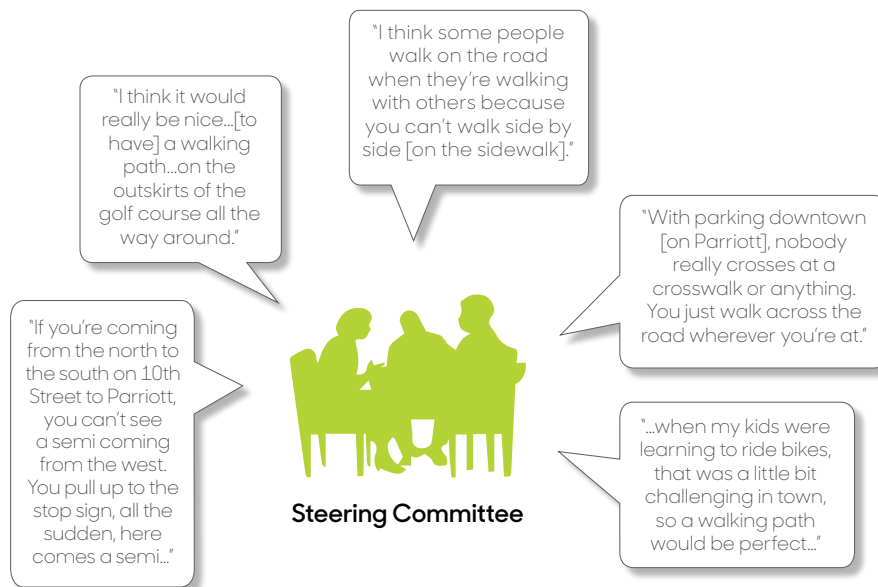 "I think some people
walk on the road
when they're walking
with others because
you can't walk side by
side [on the sidewalk]."
"I think it would
really be nice...[to
have] a walking
path...on the
outskirts of the
golf course all the
way around."
"With parking downtown
[on Parriott], nobody
really crosses at a
crosswalk or anything.
You just walk across the
road wherever you're at."
"If you're coming
from the north to
the south on 10th
Street to Parriott,
you can't see
a semi coming
from the west.
You pull up to the
stop sign, all the
sudden, here
comes a semi..."
"...when my kids were
learning to ride bikes,
that was a little bit
challenging in town,
so a walking path
would be perfect..."
Steering Committee